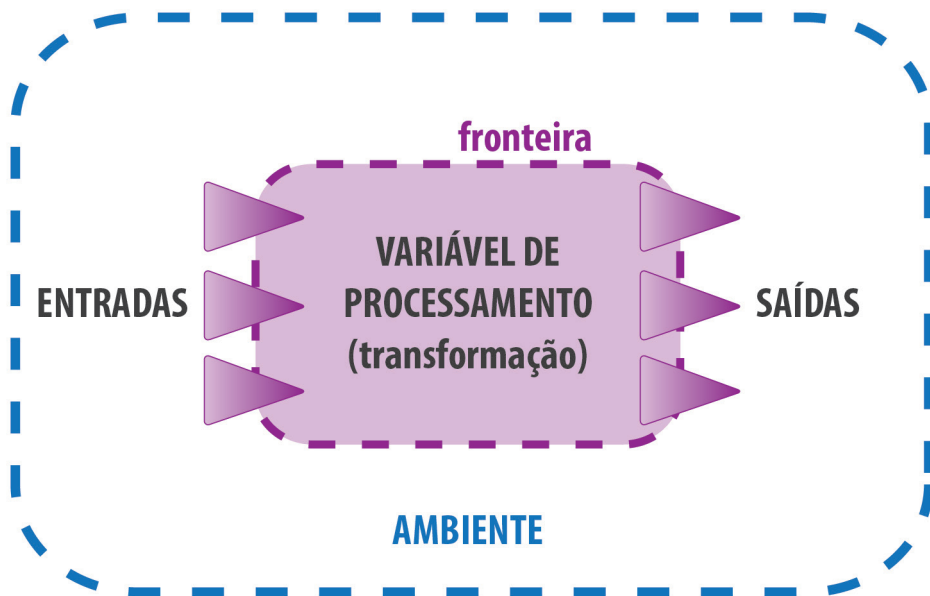 fronteira
ENTRADAS
VARIÁVEL DE
PROCESSAMENTO
(transformação)
SAÍDAS
AMBIENTE